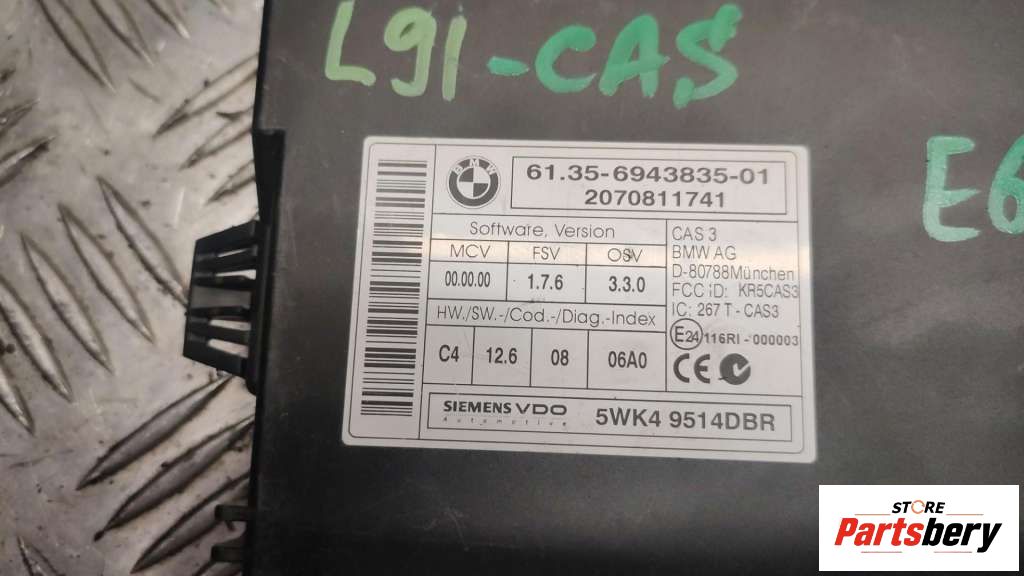 L91-CAS
E6
BMW
61.35-6943835-01
2070811741
Software, Version
MCV FSV OSV
00.00.00 1.7.6 3.3.0
HW./SW.-/Cod.-/Diag.-Index
C4 12.6 08 06A0
CAS 3
BMW AG
D-80788München
FCC ID: KR5CAS3
IC: 267 T - CAS3
E24 116RI - 000003
CE
SIEMENS VDO
Automotive
5WK4 9514DBR
STORE
Partsbery